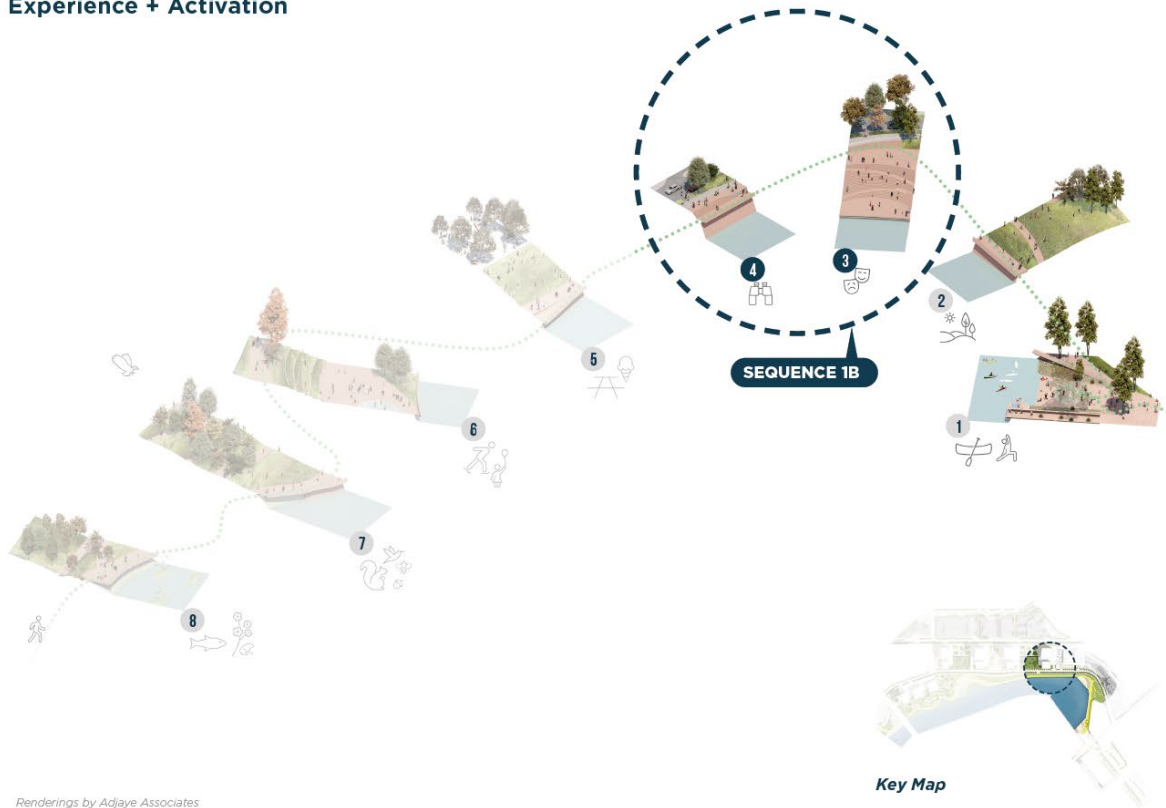 Experience + Activation
4
3
2
SEQUENCE 1B
5
1
6
7
8
Key Map
Renderings by Adjaye Associates